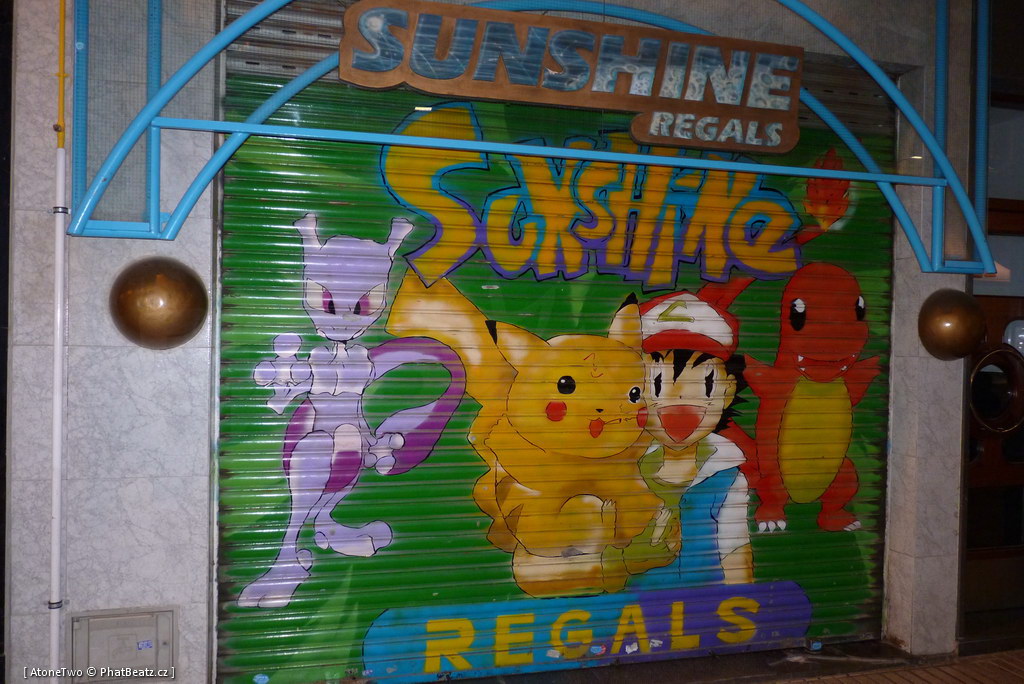 SUNSHINE
REGALS
SUNSHINE
REGALS
[ AtoneTwo © PhatBeatz.cz ]